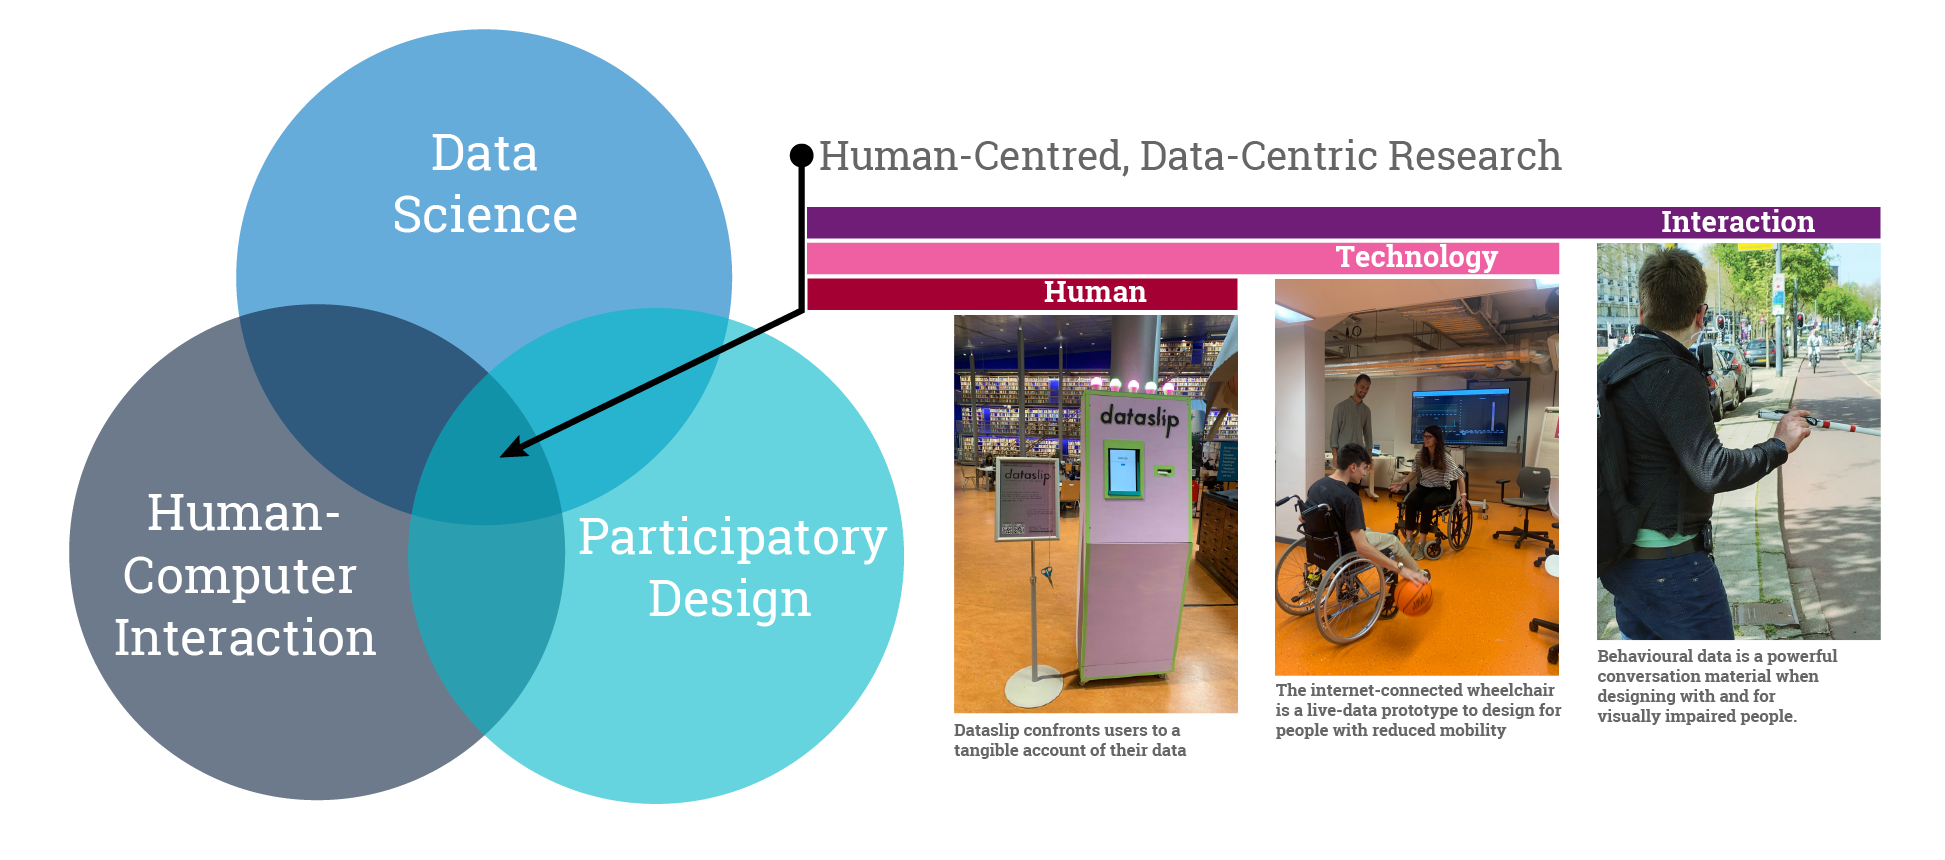 Data
Science
Human-
Computer
Interaction
Participatory
Design
Human-Centred, Data-Centric Research
Interaction
Technology
Human
dataslip
dataslip
Dataslip confronts users to a
tangible account of their data
The internet-connected wheelchair
is a live-data prototype to design for
people with reduced mobility
Behavioural data is a powerful
conversation material when
designing with and for
visually impaired people.